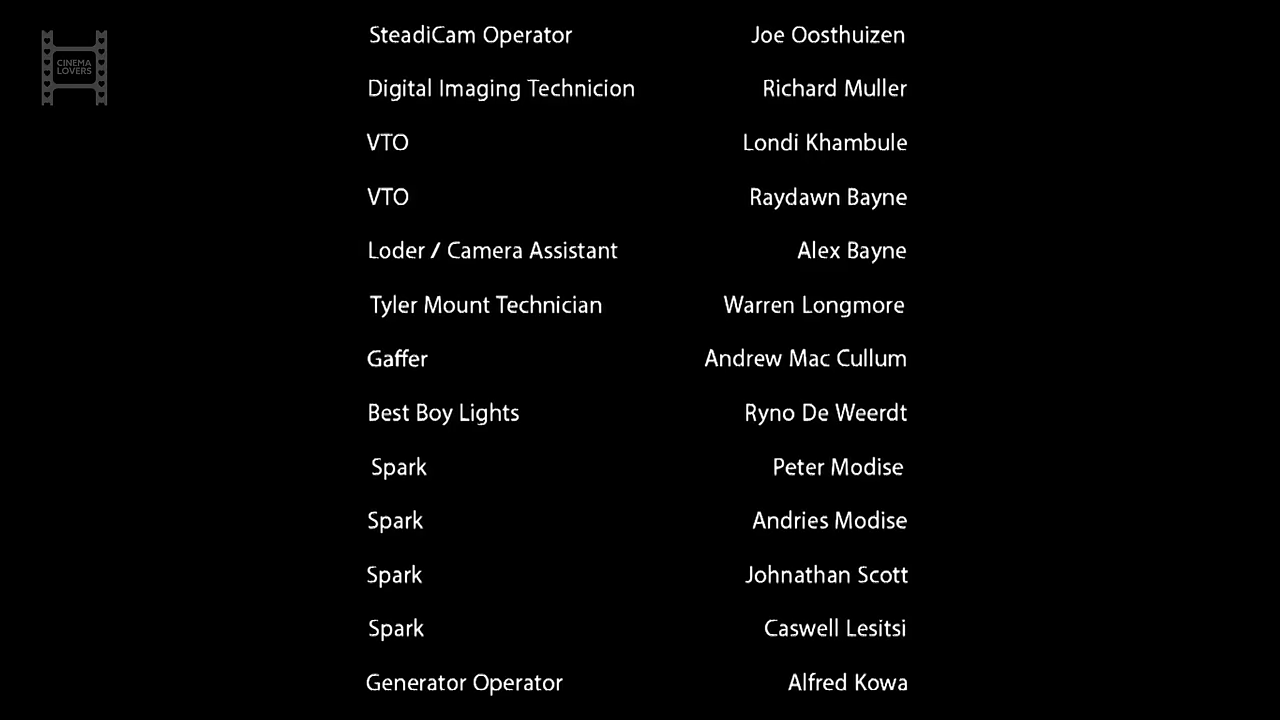 CINEMA
LOVERS
SteadiCam Operator Joe Oosthuizen
Digital Imaging Technicion Richard Muller
VTO Londi Khambule
VTO Raydawn Bayne
Loder / Camera Assistant Alex Bayne
Tyler Mount Technician Warren Longmore
Gaffer Andrew Mac Cullum
Best Boy Lights Ryno De Weerdt
Spark Peter Modise
Spark Andries Modise
Spark Johnathan Scott
Spark Caswell Lesitsi
Generator Operator Alfred Kowa